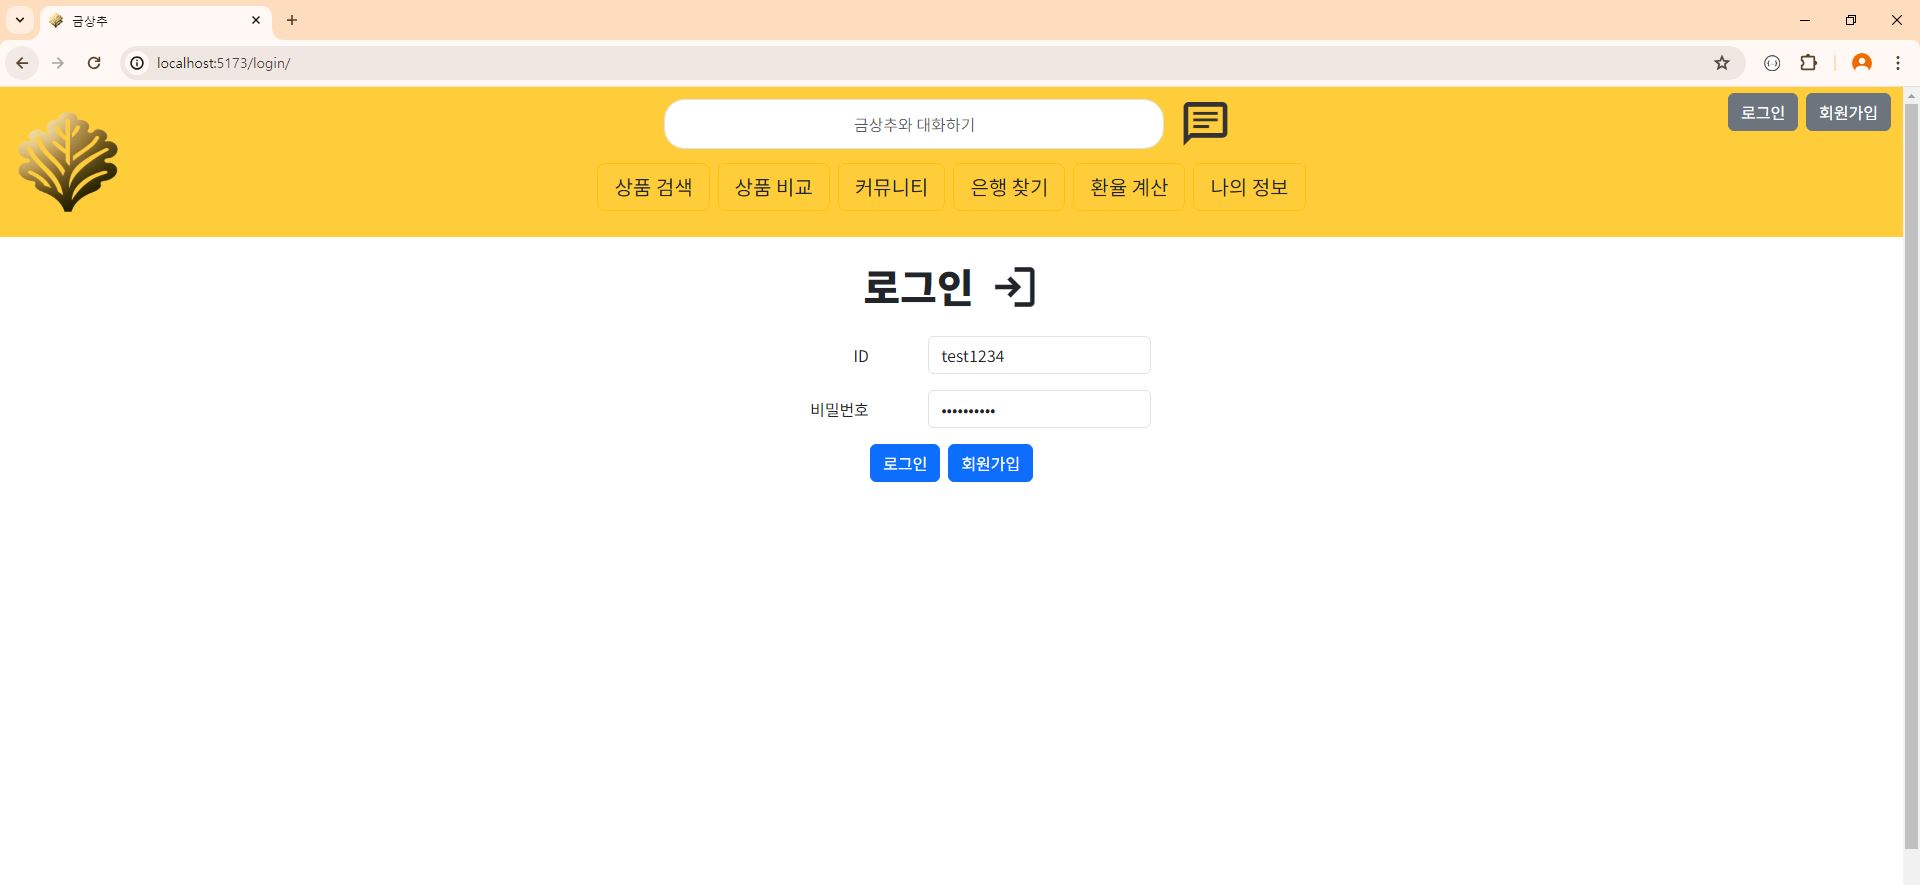 금상추
localhost:5173/login/
금상추와 대화하기
로그인 회원가입
상품 검색 상품 비교 커뮤니티 은행 찾기 환율 계산 나의 정보
로그인
ID test1234
비밀번호 ••••••••••
로그인 회원가입